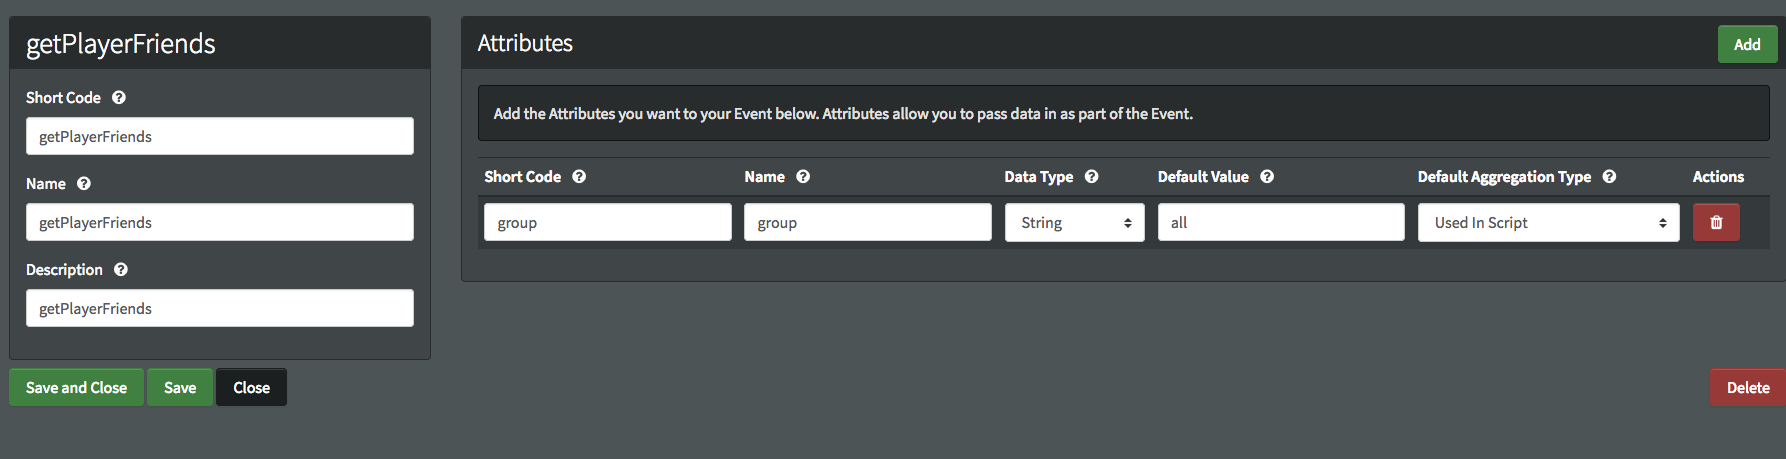 getPlayerFriends
Short Code
getPlayerFriends
Name
getPlayerFriends
Description
getPlayerFriends
Save and Close Save Close
Attributes Add
Add the Attributes you want to your Event below. Attributes allow you to pass data in as part of the Event.
Short Code Name Data Type Default Value Default Aggregation Type Actions
group group String all Used In Script
Delete